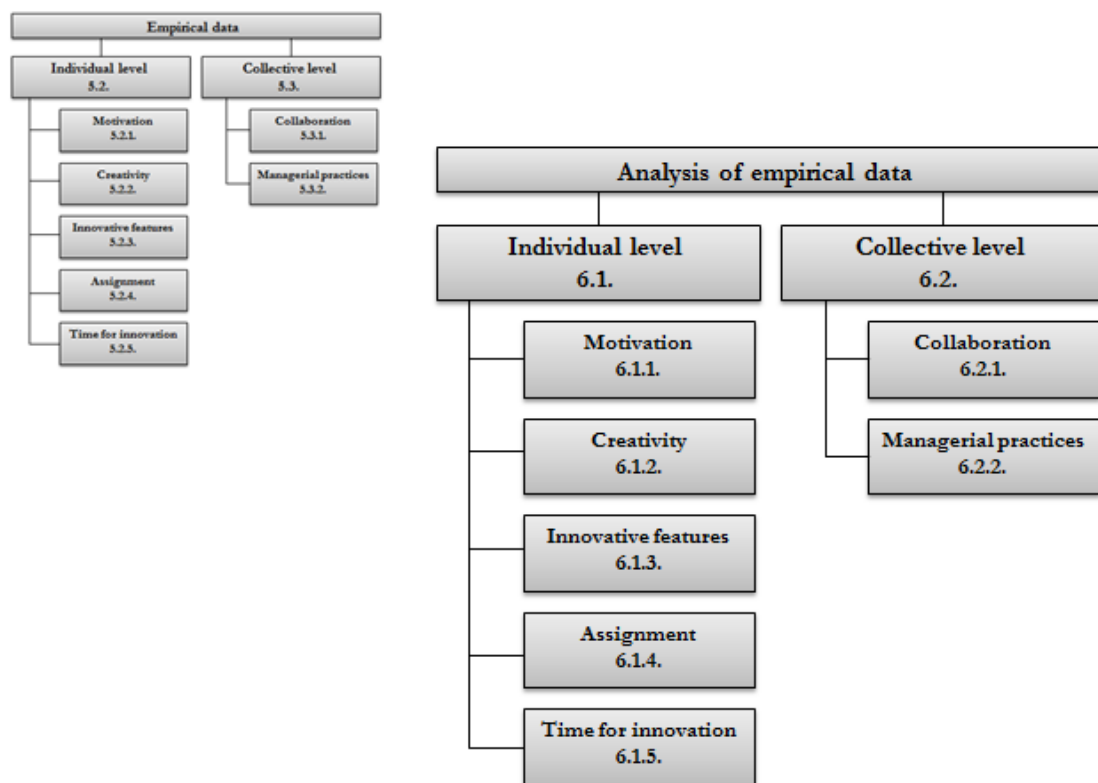 Empirical data
Individual level
5.2.
Collective level
5.3.
Motivation
5.2.1.
Collaboration
5.3.1.
Creativity
5.2.2.
Managerial practices
5.3.2.
Innovative features
5.2.3.
Assignment
5.2.4.
Time for innovation
5.2.5.
Analysis of empirical data
Individual level
6.1.
Collective level
6.2.
Motivation
6.1.1.
Collaboration
6.2.1.
Creativity
6.1.2.
Managerial practices
6.2.2.
Innovative features
6.1.3.
Assignment
6.1.4.
Time for innovation
6.1.5.